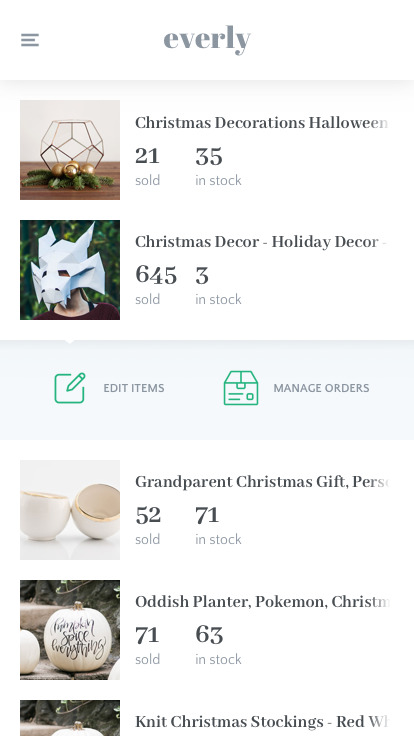 everly
Christmas Decorations Halloween
21 35
sold in stock
Christmas Decor - Holiday Decor -
645 3
sold in stock
EDIT ITEMS MANAGE ORDERS
Grandparent Christmas Gift, Perso
52 71
sold in stock
Oddish Planter, Pokemon, Christm
71 63
sold in stock
pumpkin
spice
everything
Knit Christmas Stockings - Red Wh